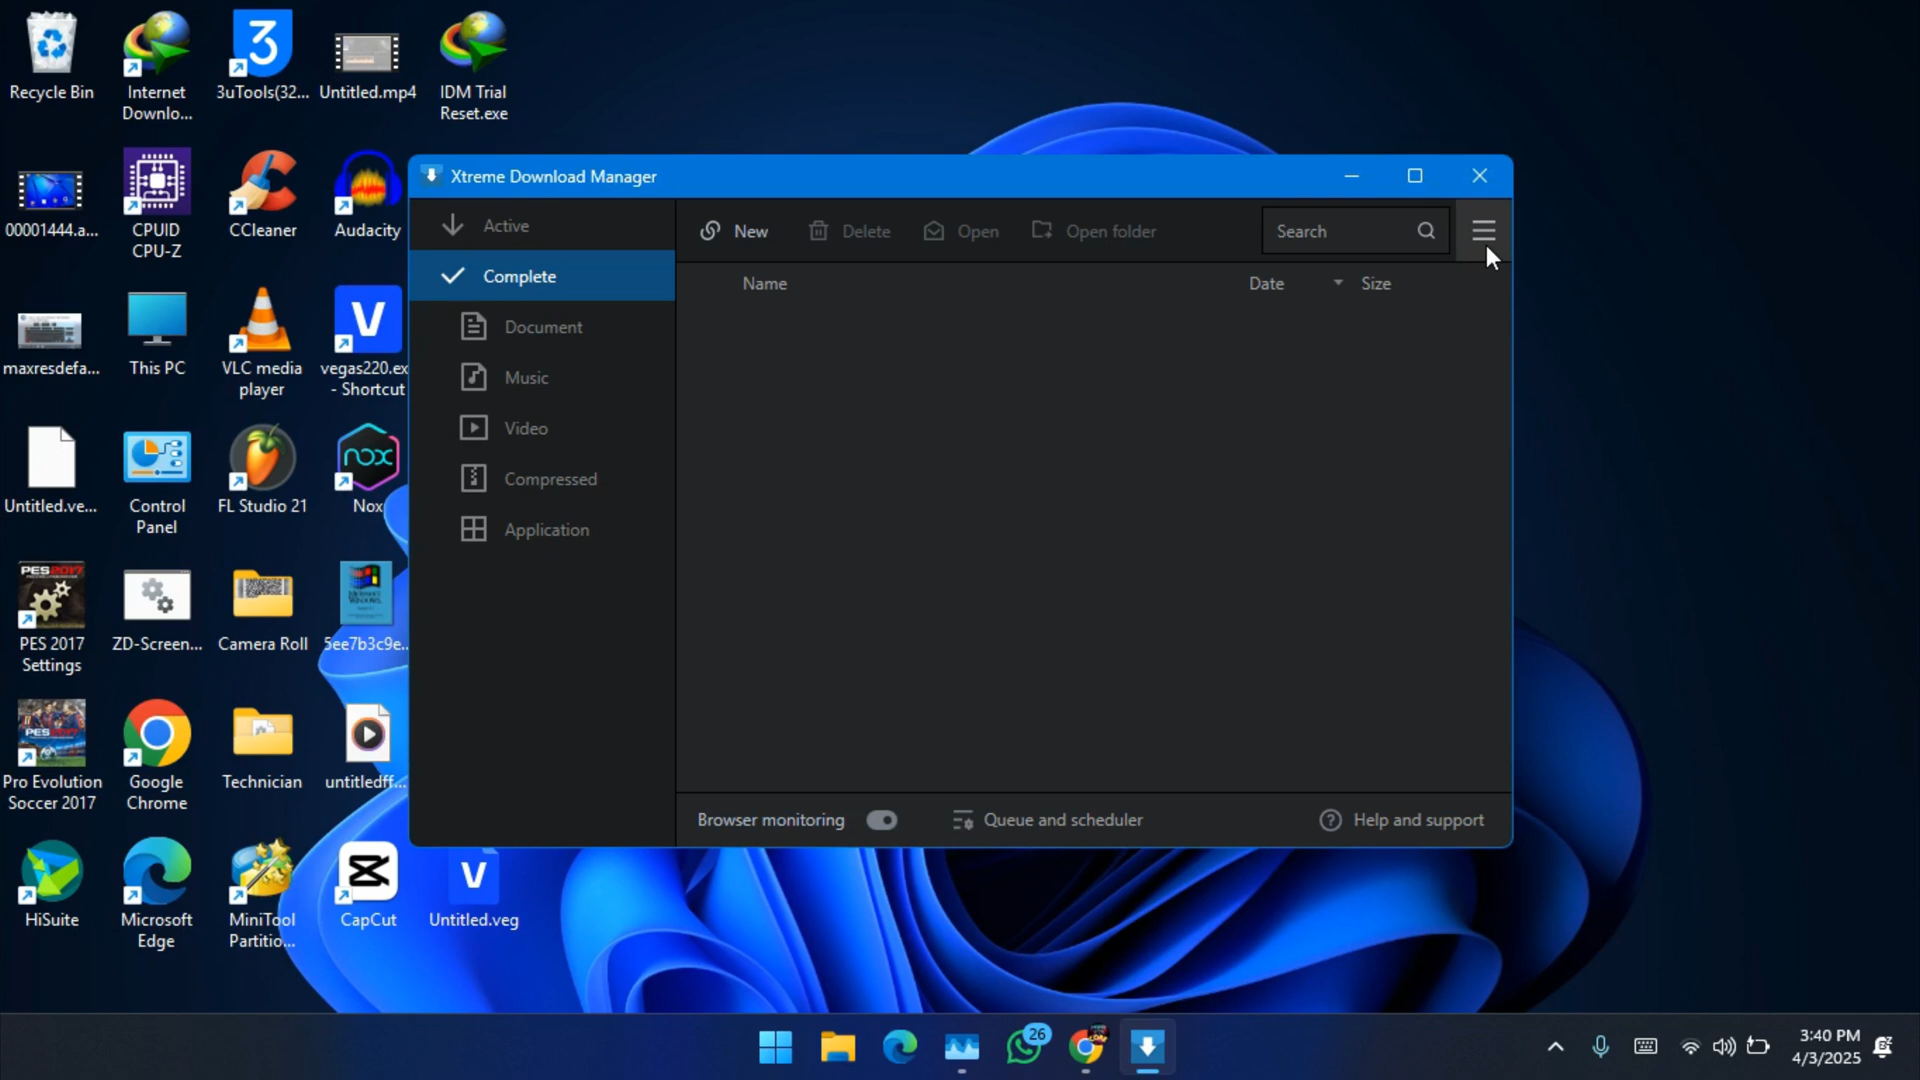 Recycle Bin
Internet
Downlo...
3uTools(32...
Untitled.mp4
IDM Trial
Reset.exe
00001444.a...
CPUID
CPU-Z
CCleaner
Audacity
maxresdefa...
This PC
VLC media
player
vegas220.ex
- Shortcut
Untitled.ve...
Control
Panel
FL Studio 21
Nox
PES 2017
Settings
ZD-Screen...
Camera Roll
5ee7b3c9e...
Pro Evolution
Soccer 2017
Google
Chrome
Technician
untitledff...
HiSuite
Microsoft
Edge
MiniTool
Partitio...
CapCut
Untitled.veg
Xtreme Download Manager
Active
Complete
Document
Music
Video
Compressed
Application
New
Delete
Open
Open folder
Search
Name
Date
Size
Browser monitoring
Queue and scheduler
Help and support
26
3:40 PM
4/3/2025